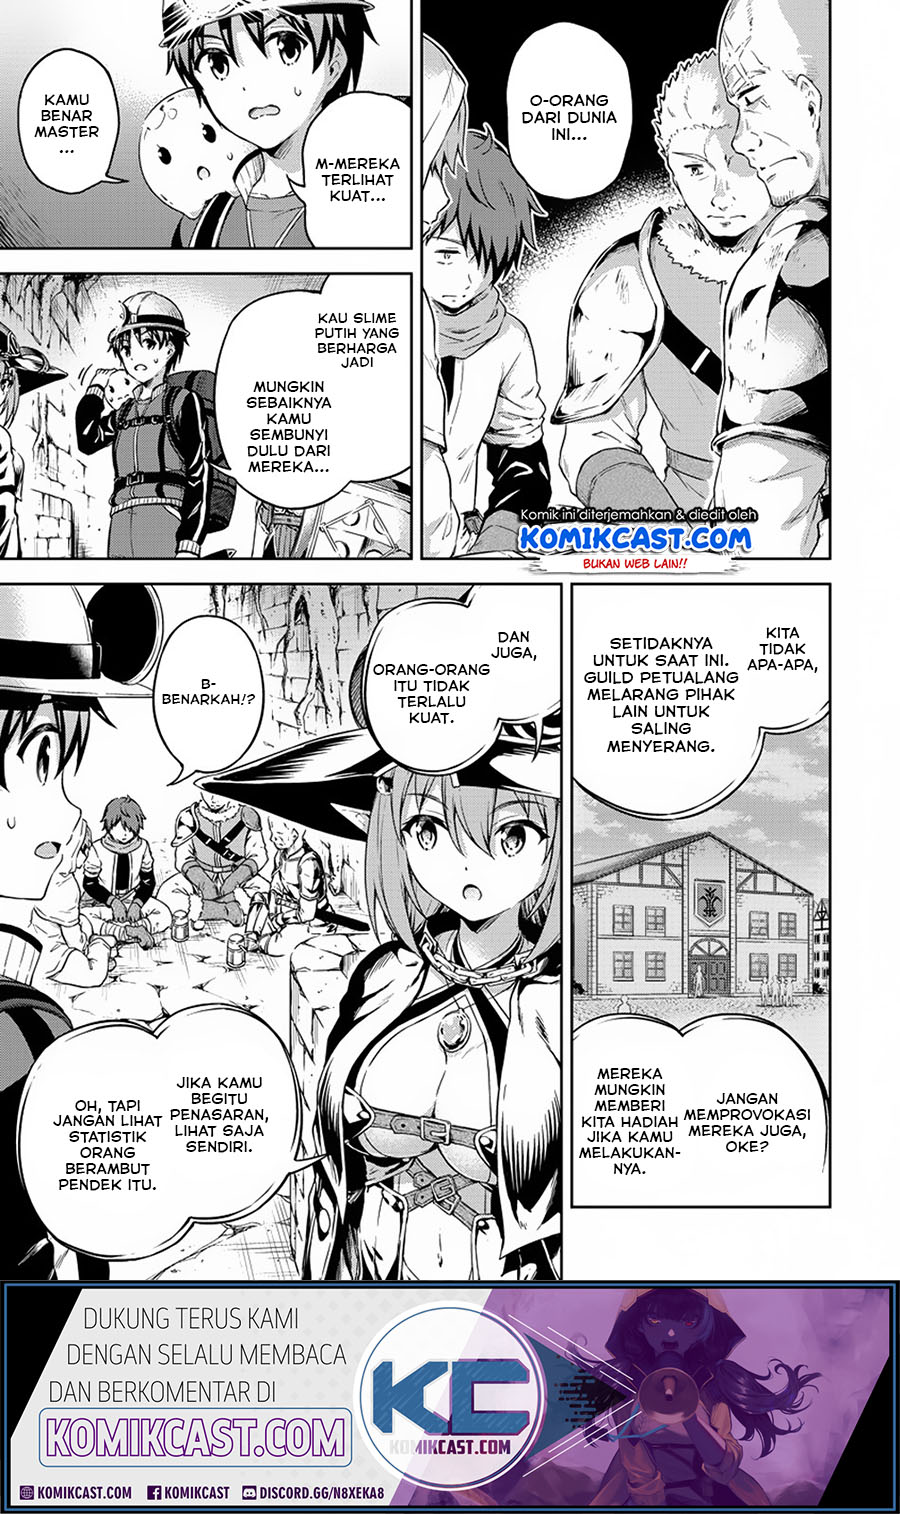 O-ORANG
DARI DUNIA
INI...
M-MEREKA
TERLIHAT
KUAT...
KAMU
BENAR
MASTER
...
KAU SLIME
PUTIH YANG
BERHARGA
JADI
MUNGKIN
SEBAIKNYA
KAMU
SEMBUNYI
DULU DARI
MEREKA...
Komik ini diterjemahkan & diedit oleh
KOMIKCAST.COM
BUKAN WEB LAIN!!
KITA
TIDAK
APA-APA,
SETIDAKNYA
UNTUK SAAT INI.
GUILD PETUALANG
MELARANG PIHAK
LAIN UNTUK
SALING
MENYERANG.
JANGAN
MEMPROVOKASI
MEREKA JUGA,
OKE?
MEREKA
MUNGKIN
MEMBERI
KITA HADIAH
JIKA KAMU
MELAKUKAN-
NYA.
DAN
JUGA,
ORANG-ORANG
ITU TIDAK
TERLALU
KUAT.
B-
BENARKAH!?
JIKA KAMU
BEGITU
PENASARAN,
LIHAT SAJA
SENDIRI.
OH, TAPI
JANGAN LIHAT
STATISTIK
ORANG
BERAMBUT
PENDEK ITU.
DUKUNG TERUS KAMI
DENGAN SELALU MEMBACA
DAN BERKOMENTAR DI
KOMIKCAST.COM
KC
KOMIKCAST.COM
KOMIKCAST.COM KOMIKCAST DISCORD.GG/N8XEKA8